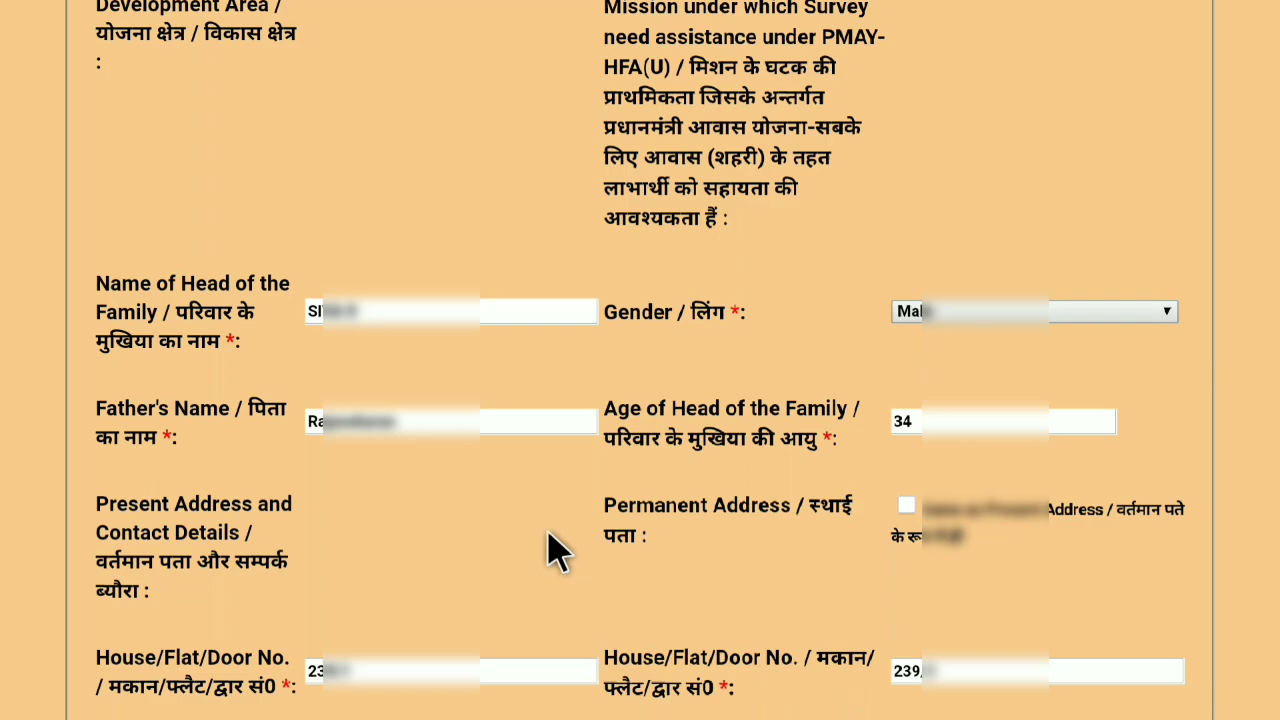 Development Area /
योजना क्षेत्र / विकास क्षेत्र
:
Mission under which Survey
need assistance under PMAY-
HFA(U) / मिशन के घटक की
प्राथमिकता जिसके अन्तर्गत
प्रधानमंत्री आवास योजना-सबके
लिए आवास (शहरी) के तहत
लाभार्थी को सहायता की
आवश्यकता हैं :
Name of Head of the
Family / परिवार के
मुखिया का नाम *:
Gender / लिंग *:
Father's Name / पिता
का नाम *:
Age of Head of the Family /
परिवार के मुखिया की आयु *:
34
Present Address and
Contact Details /
वर्तमान पता और सम्पर्क
ब्यौरा :
Permanent Address / स्थाई
पता :
Address / वर्तमान पते
के
House/Flat/Door No.
/ मकान/फ्लैट/द्वार सं0 *:
House/Flat/Door No. / मकान/
फ्लैट/द्वार सं0 *:
239